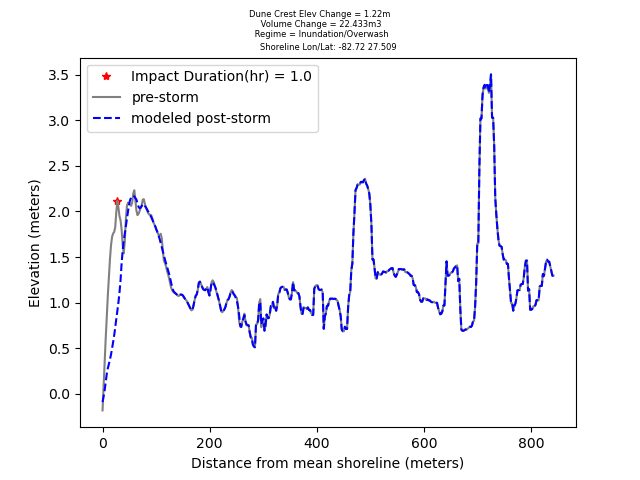 Dune Crest Elev Change = 1.22m
Volume Change = 22.433m3
Regime = Inundation/Overwash
Shoreline Lon/Lat: -82.72 27.509
Impact Duration(hr) = 1.0
pre-storm
modeled post-storm
3.5
3.0
2.5
2.0
1.5
1.0
0.5
0.0
Elevation (meters)
0 200 400 600 800
Distance from mean shoreline (meters)